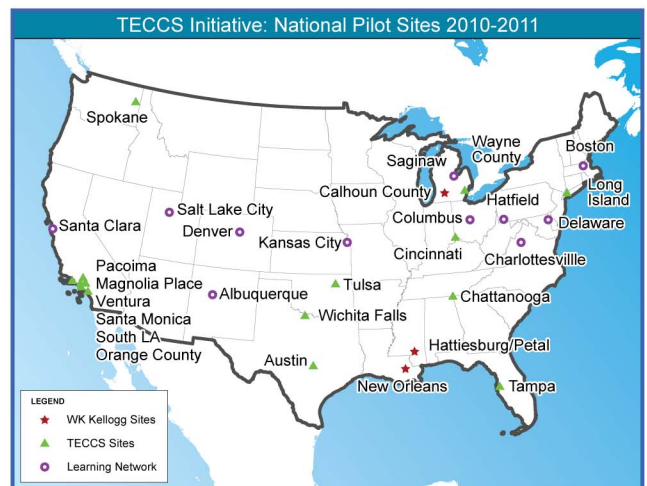 TECCS Initiative: National Pilot Sites 2010-2011
Spokane
Wayne
County
Boston
Saginaw
Calhoun County
Hatfield
Long
Island
Salt Lake City
Columbus
Delaware
Santa Clara
Denver
Kansas City
Cincinnati
Charlottesvillle
Pacoima
Magnolia Place
Ventura
Santa Monica
South LA
Orange County
Albuquerque
Tulsa
Wichita Falls
Chattanooga
Austin
Hattiesburg/Petal
New Orleans
Tampa
LEGEND
WK Kellogg Sites
TECCS Sites
Learning Network